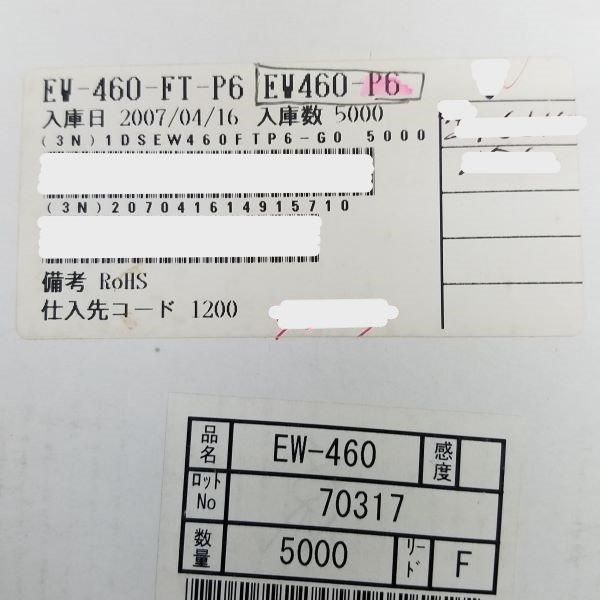 EW-460-FT-P6 EW460-P6
入庫日 2007/04/16 入庫数 5000
(3N)1DSEW460FTP6-G0 5000
(3N)207041614915710
備考 RoHS
仕入先コード 1200
品名 EW-460 感度
ロットNo 70317
数量 5000 リード F